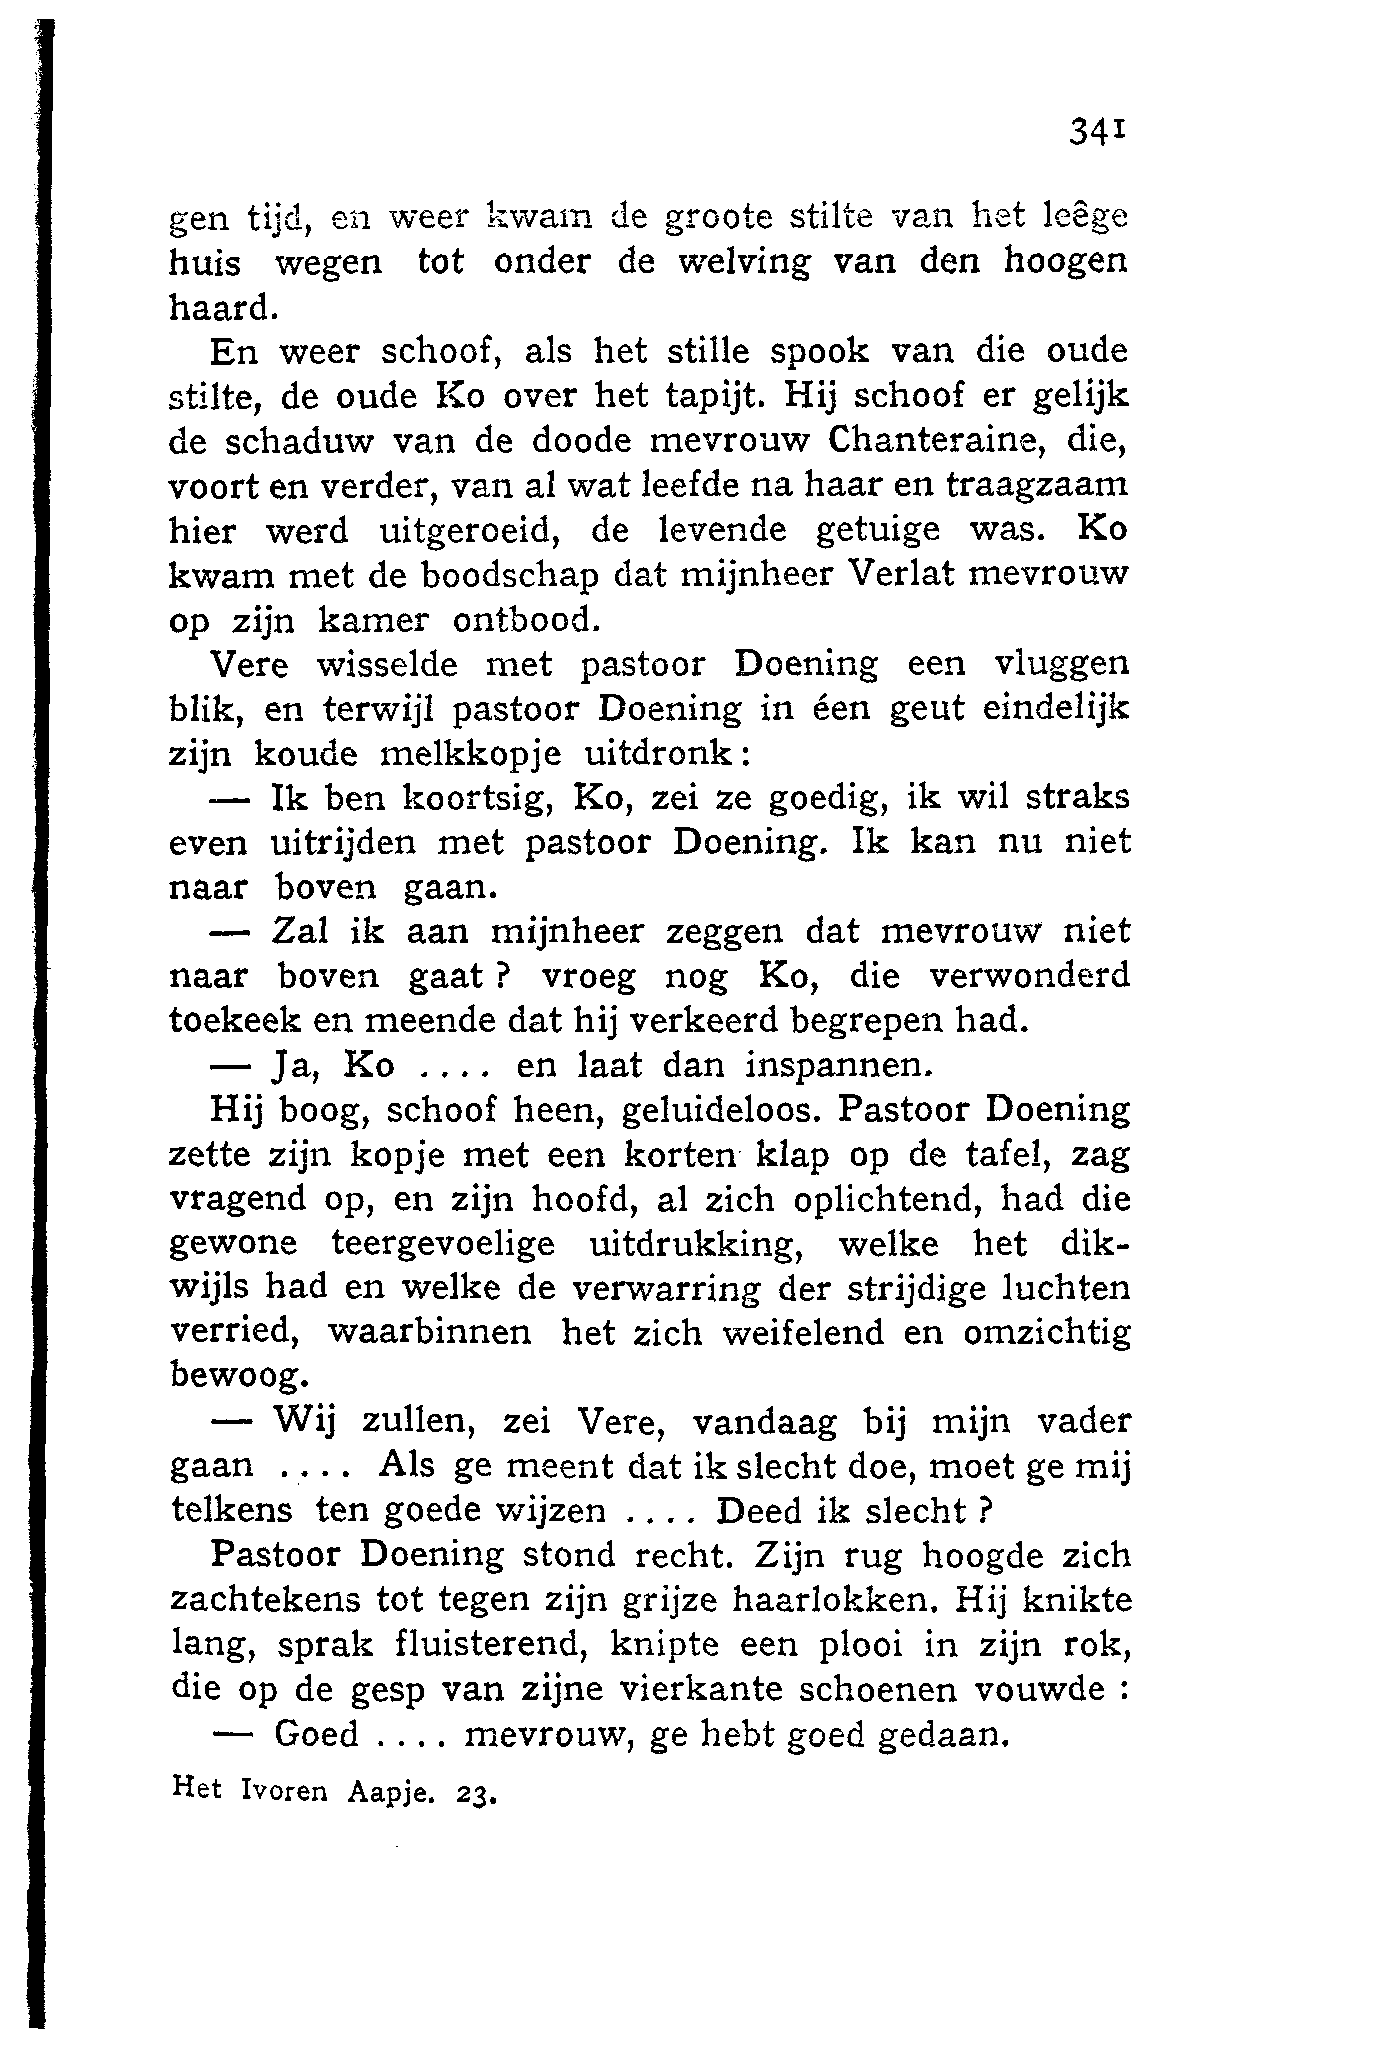 341
gen tijd, en weer kwam de groote stilte van het leêge
huis wegen tot onder de welving van den hoogen
haard.
En weer schoof, als het stille spook van die oude
stilte, de oude Ko over het tapijt. Hij schoof er gelijk
de schaduw van de doode mevrouw Chanteraine, die,
voort en verder, van al wat leefde na haar en traagzaam
hier werd uitgeroeid, de levende getuige was. Ko
kwam met de boodschap dat mijnheer Verlat mevrouw
op zijn kamer ontbood.
Vere wisselde met pastoor Doening een vluggen
blik, en terwijl pastoor Doening in éen geut eindelijk
zijn koude melkkopje uitdronk :
— Ik ben koortsig, Ko, zei ze goedig, ik wil straks
even uitrijden met pastoor Doening. Ik kan nu niet
naar boven gaan.
— Zal ik aan mijnheer zeggen dat mevrouw niet
naar boven gaat ? vroeg nog Ko, die verwonderd
toekeek en meende dat hij verkeerd begrepen had.
— Ja, Ko .... en laat dan inspannen.
Hij boog, schoof heen, geluideloos. Pastoor Doening
zette zijn kopje met een korten klap op de tafel, zag
vragend op, en zijn hoofd, al zich oplichtend, had die
gewone teergevoelige uitdrukking, welke het dik-
wijls had en welke de verwarring der strijdige luchten
verried, waarbinnen het zich weifelend en omzichtig
bewoog.
— Wij zullen, zei Vere, vandaag bij mijn vader
gaan .... Als ge meent dat ik slecht doe, moet ge mij
telkens ten goede wijzen .... Deed ik slecht ?
Pastoor Doening stond recht. Zijn rug hoogde zich
zachtekens tot tegen zijn grijze haarlokken. Hij knikte
lang, sprak fluisterend, knipte een plooi in zijn rok,
die op de gesp van zijne vierkante schoenen vouwde :
— Goed .... mevrouw, ge hebt goed gedaan.
Het Ivoren Aapje. 23.